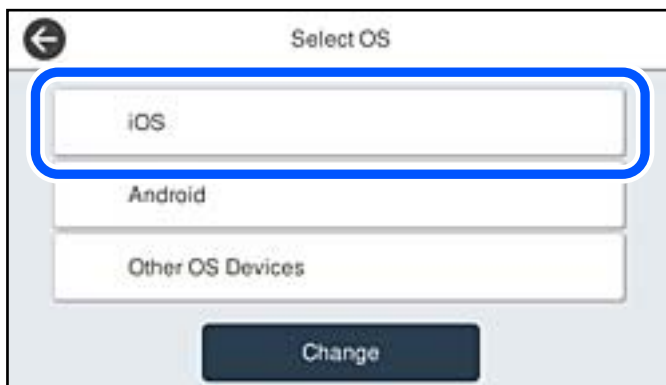 Select OS
iOS
Android
Other OS Devices
Change